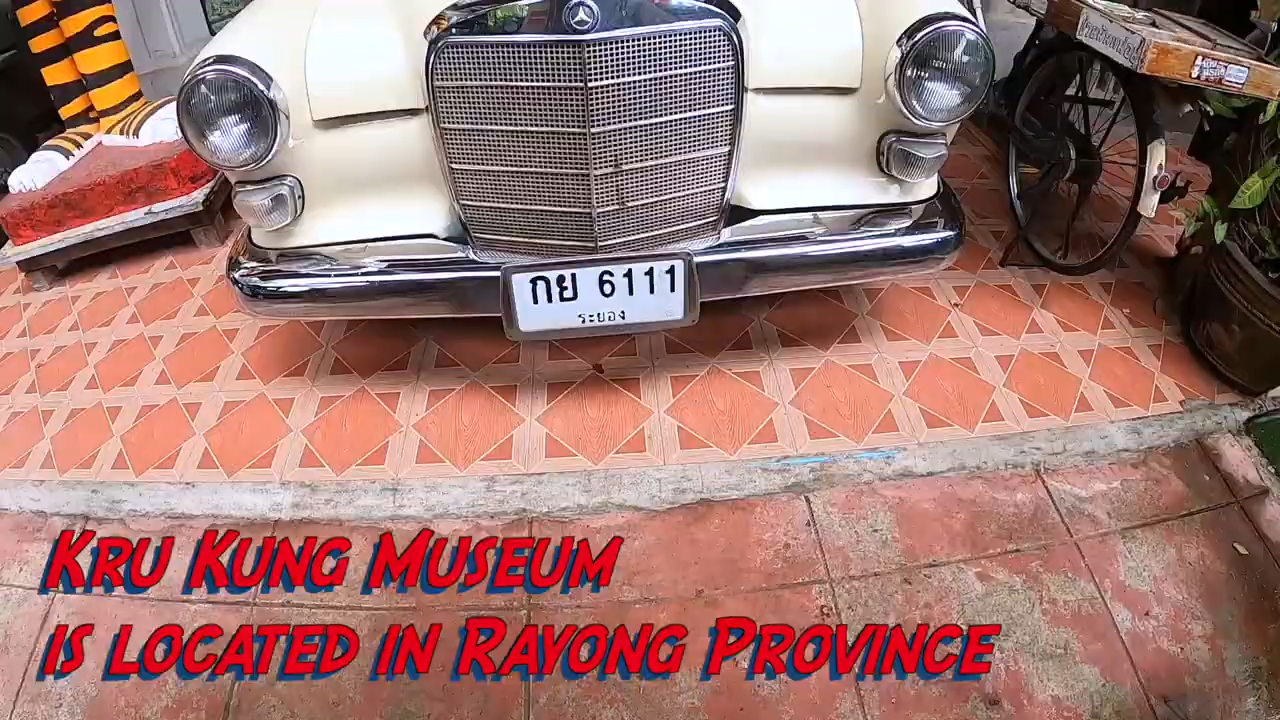 กย 6111
ระยอง
Kru Kung Museum
is located in Rayong Province